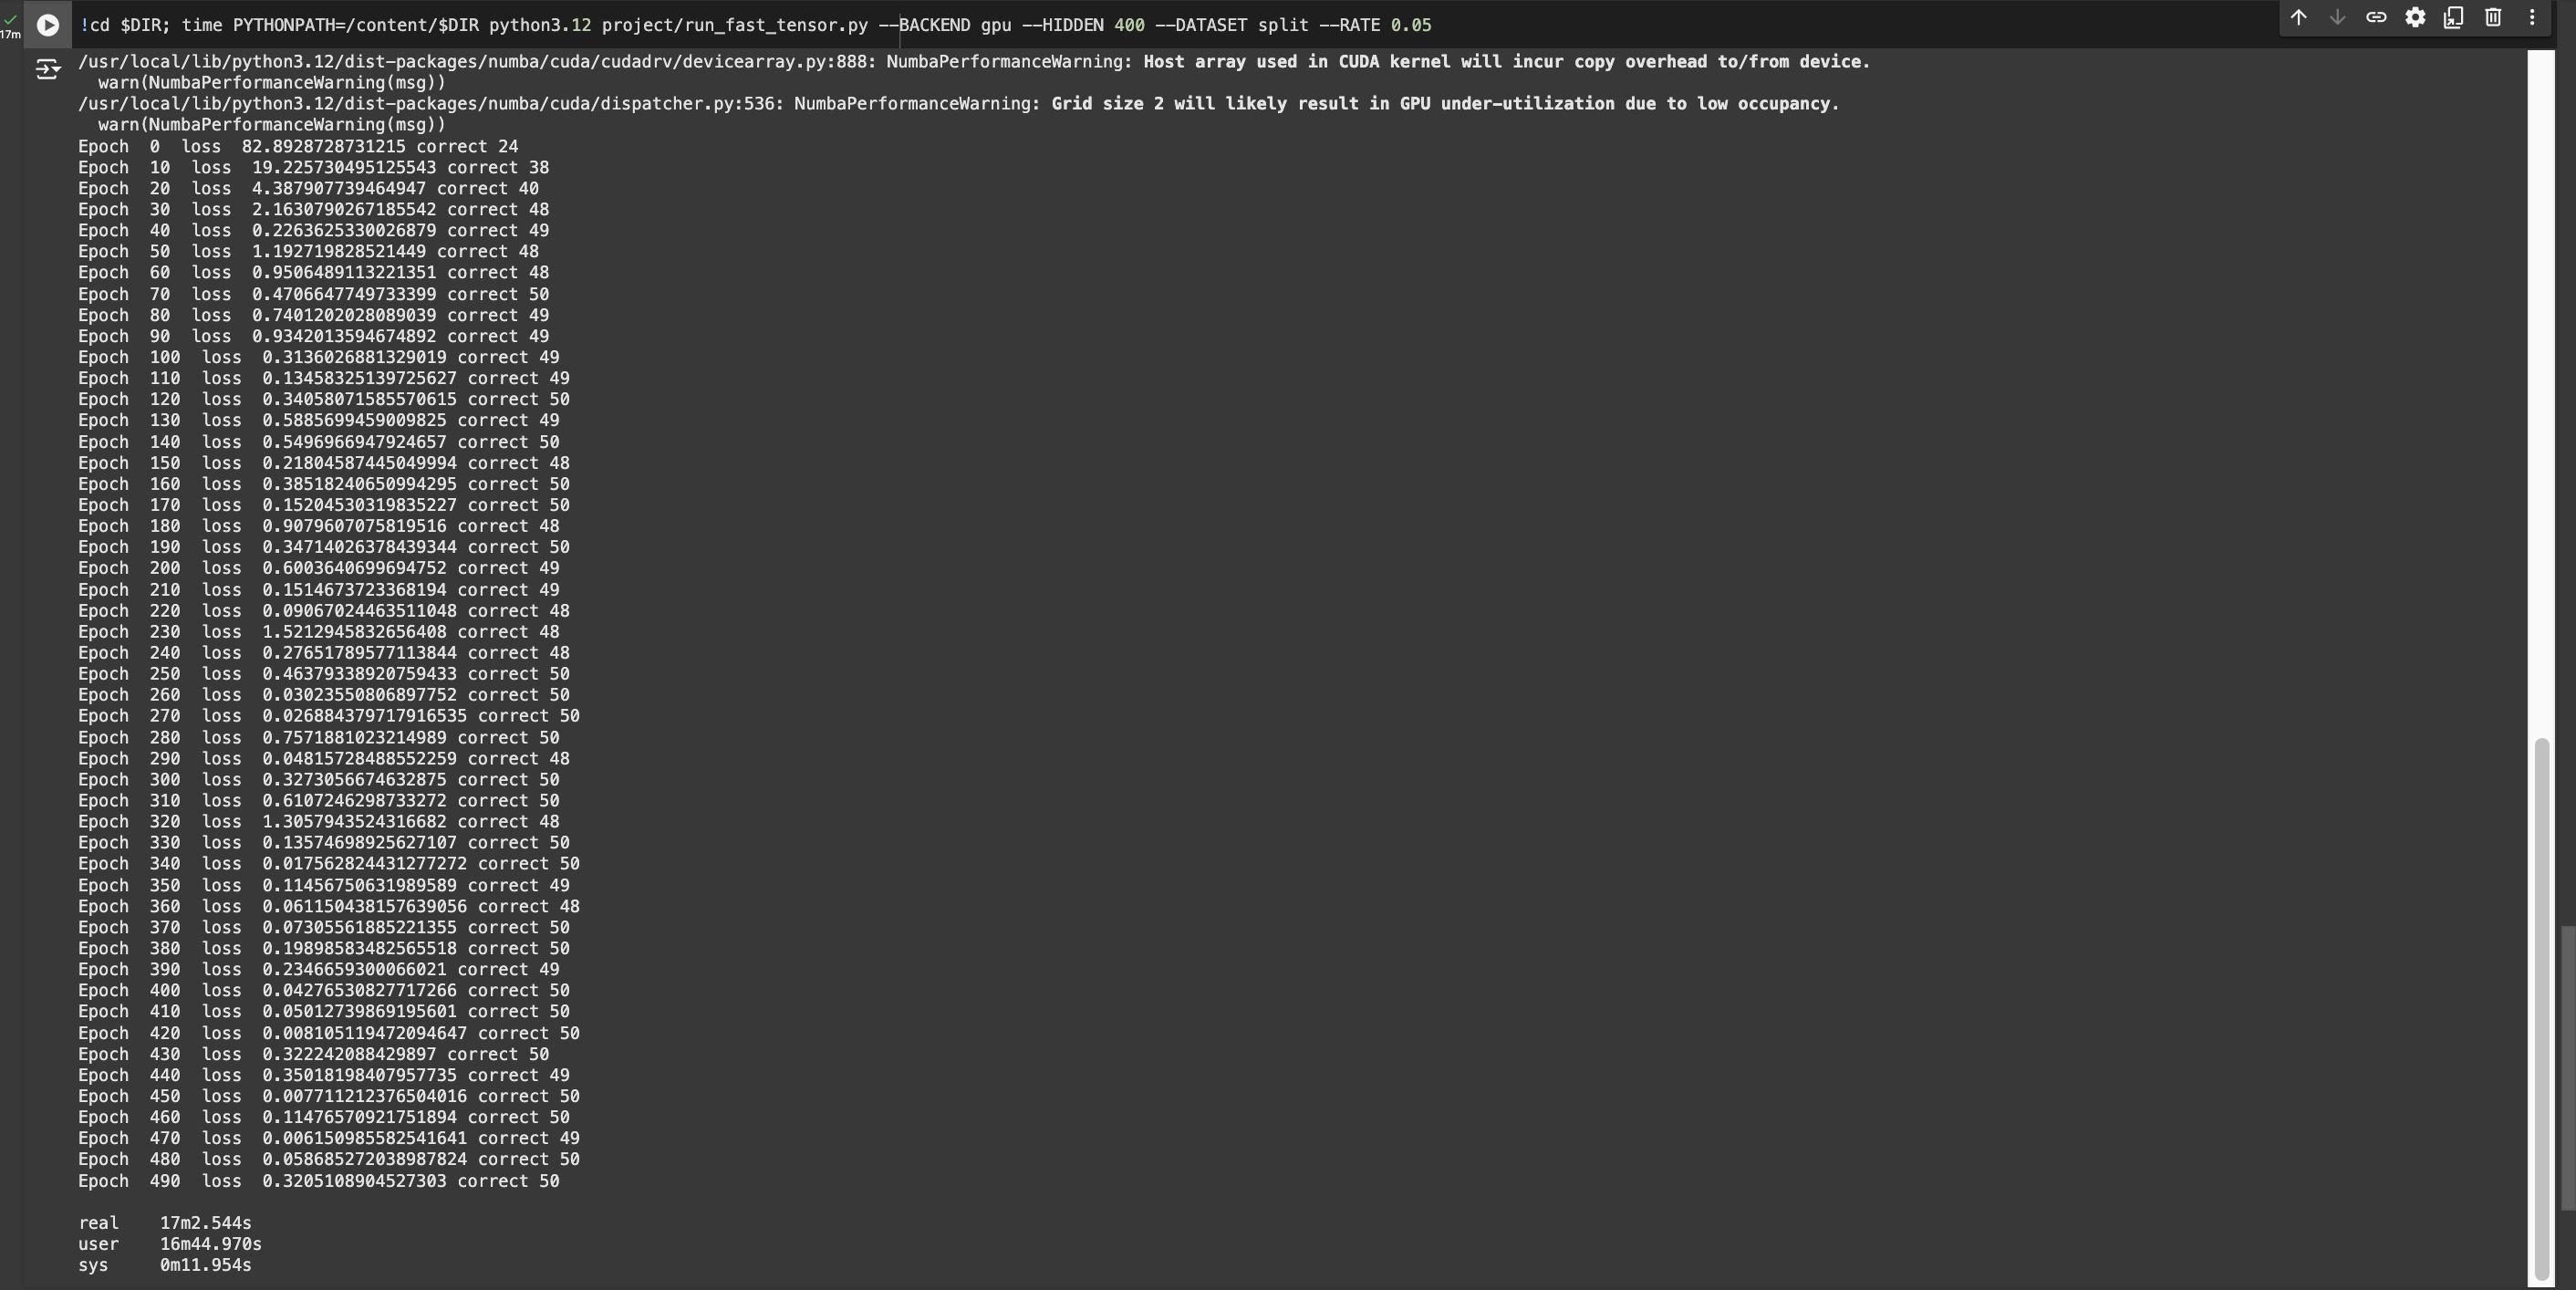 17m
!cd $DIR; time PYTHONPATH=/content/$DIR python3.12 project/run_fast_tensor.py --BACKEND gpu --HIDDEN 400 --DATASET split --RATE 0.05
/usr/local/lib/python3.12/dist-packages/numba/cuda/cudadrv/devicearray.py:888: NumbaPerformanceWarning: Host array used in CUDA kernel will incur copy overhead to/from device.
  warn(NumbaPerformanceWarning(msg))
/usr/local/lib/python3.12/dist-packages/numba/cuda/dispatcher.py:536: NumbaPerformanceWarning: Grid size 2 will likely result in GPU under-utilization due to low occupancy.
  warn(NumbaPerformanceWarning(msg))
Epoch  0  loss  82.8928728731215 correct 24
Epoch  10  loss  19.225730495125543 correct 38
Epoch  20  loss  4.387907739464947 correct 40
Epoch  30  loss  2.1630790267185542 correct 48
Epoch  40  loss  0.2263625330026879 correct 49
Epoch  50  loss  1.192719828521449 correct 48
Epoch  60  loss  0.9506489113221351 correct 48
Epoch  70  loss  0.4706647749733399 correct 50
Epoch  80  loss  0.7401202028089039 correct 49
Epoch  90  loss  0.9342013594674892 correct 49
Epoch  100  loss  0.3136026881329019 correct 49
Epoch  110  loss  0.13458325139725627 correct 49
Epoch  120  loss  0.34058071585570615 correct 50
Epoch  130  loss  0.5885699459009825 correct 49
Epoch  140  loss  0.5496966947924657 correct 50
Epoch  150  loss  0.21804587445049994 correct 48
Epoch  160  loss  0.38518240650994295 correct 50
Epoch  170  loss  0.15204530319835227 correct 50
Epoch  180  loss  0.9079607075819516 correct 48
Epoch  190  loss  0.34714026378439344 correct 50
Epoch  200  loss  0.6003640699694752 correct 49
Epoch  210  loss  0.1514673723368194 correct 49
Epoch  220  loss  0.09067024463511048 correct 48
Epoch  230  loss  1.5212945832656408 correct 48
Epoch  240  loss  0.27651789577113844 correct 48
Epoch  250  loss  0.46379338920759433 correct 50
Epoch  260  loss  0.03023550806897752 correct 50
Epoch  270  loss  0.026884379717916535 correct 50
Epoch  280  loss  0.7571881023214989 correct 50
Epoch  290  loss  0.04815728488552259 correct 48
Epoch  300  loss  0.3273056674632875 correct 50
Epoch  310  loss  0.6107246298733272 correct 50
Epoch  320  loss  1.3057943524316682 correct 48
Epoch  330  loss  0.13574698925627107 correct 50
Epoch  340  loss  0.017562824431277272 correct 50
Epoch  350  loss  0.11456750631989589 correct 49
Epoch  360  loss  0.061150438157639056 correct 48
Epoch  370  loss  0.07305561885221355 correct 50
Epoch  380  loss  0.19898583482565518 correct 50
Epoch  390  loss  0.2346659300066021 correct 49
Epoch  400  loss  0.04276530827717266 correct 50
Epoch  410  loss  0.05012739869195601 correct 50
Epoch  420  loss  0.008105119472094647 correct 50
Epoch  430  loss  0.322242088429897 correct 50
Epoch  440  loss  0.35018198407957735 correct 49
Epoch  450  loss  0.007711212376504016 correct 50
Epoch  460  loss  0.11476570921751894 correct 50
Epoch  470  loss  0.006150985582541641 correct 49
Epoch  480  loss  0.058685272038987824 correct 50
Epoch  490  loss  0.3205108904527303 correct 50
real    17m2.544s
user    16m44.970s
sys     0m11.954s